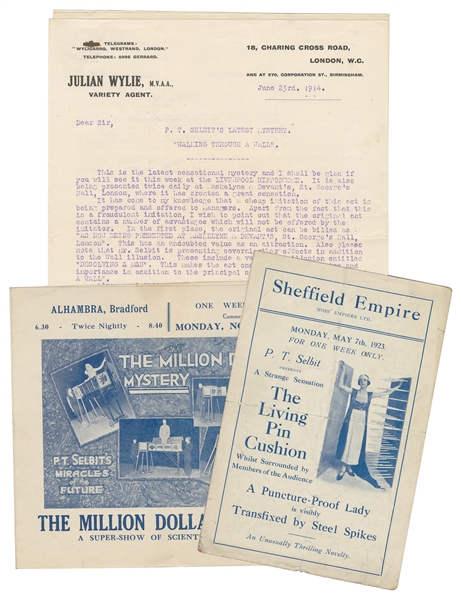 TELEGRAMS:
"WYLIGARRO, WESTRAND, LONDON."
TELEPHONE: 5898 GERRARD.
JULIAN WYLIE, M.V.A.A.,
VARIETY AGENT.
18, CHARING CROSS ROAD,
LONDON, W.C.
AND AT 270, CORPORATION ST., BIRMINGHAM.
June 23rd. 1914.
Dear Sir,
P. T. SELBIT'S LATEST MYSTERY.
"WALKING THROUGH A WALL".
This is the latest sensational mystery and I shall be glad if
you will see it this week at the LIVERPOOL HIPPODROME. It is also
being presented twice daily at Maskelyne & Devant's, St. George's
Hall, London, where it has created a great sensation.
It has come to my knowledge that a cheap imitation of this act is
being prepared and offered to managers. Apart from the fact that this
is a fraudulent imitation, I wish to point out that the original act
contains a number of advantages which will not be offered by the
imitator. In the first place, the original act can be billed as
"AS NOW BEING PRESENTED AT MASKELYNE & DEVANT'S, St. George's Hall,
London". This has an undoubted value as an attraction. Also please
note that Mr. Selbit is presenting several other effects in addition
to the Wall illusion. These include a illusion entitled
"DESOLVING A MAN". This makes the act and
importance in addition to the principal
A WALL".
ALHAMBRA, Bradford
6.30 - Twice Nightly - 8.40
ONE WEEK
MONDAY, NO
THE MILLION D
MYSTERY
P.T. SELBIT'S
MIRACLES
OF THE
FUTURE
THE MILLION DOLLA
A SUPER-SHOW OF SCIENT
Sheffield Empire
MOSS' EMPIRES LTD.
MONDAY, MAY 7th, 1923.
FOR ONE WEEK ONLY.
P. T. Selbit
PRESENTS
A Strange Sensation
The
Living
Pin
Cushion
Whilst Surrounded by
Members of the Audience
A Puncture-Proof Lady
is visibly
Transfixed by Steel Spikes
An Unusually Thrilling Novelty.